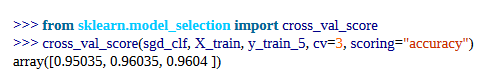 >>> from sklearn.model_selection import cross_val_score
>>> cross_val_score(sgd_clf, X_train, y_train_5, cv=3, scoring="accuracy")
array([0.95035, 0.96035, 0.9604 ])